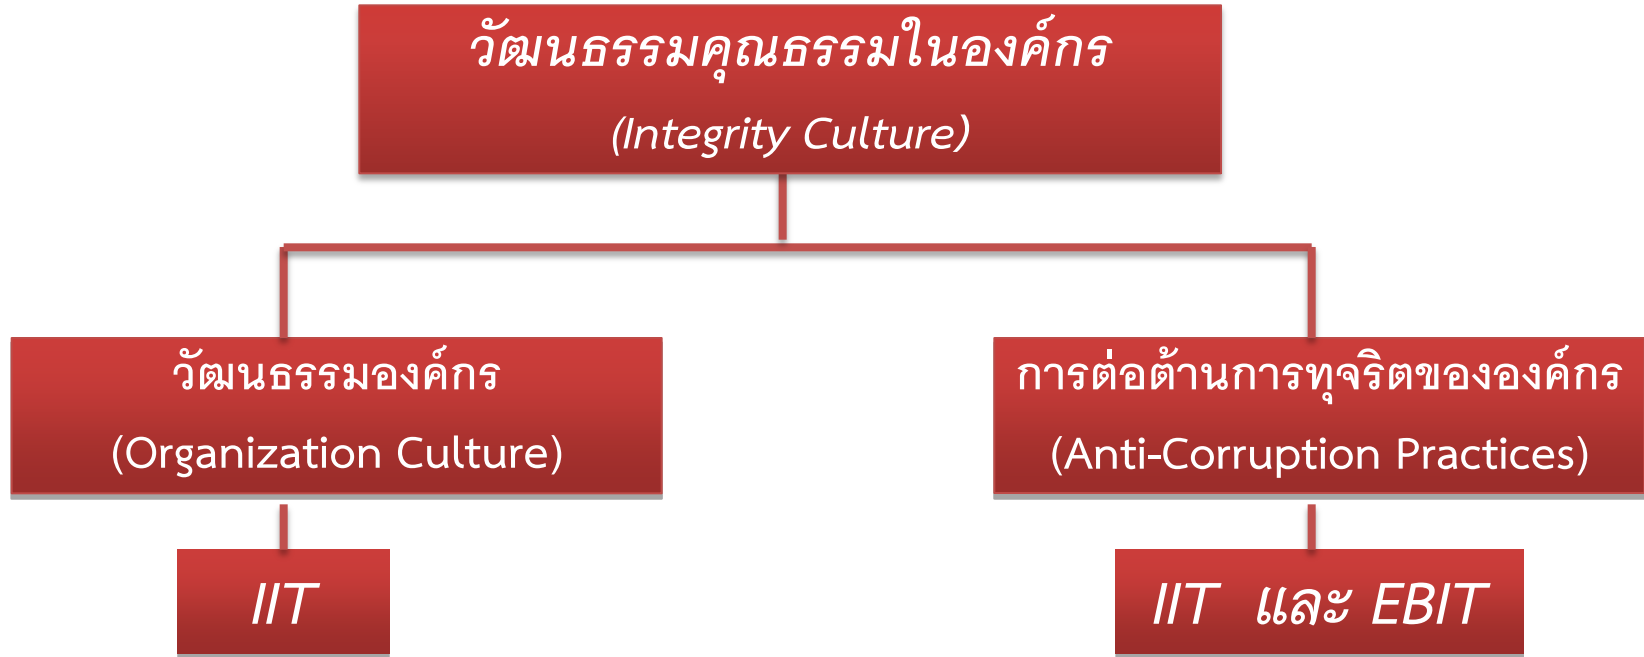 วัฒนธรรมคุณธรรมในองค์กร
(Integrity Culture)
วัฒนธรรมองค์กร
(Organization Culture)
การต่อต้านการทุจริตขององค์กร
(Anti-Corruption Practices)
IIT
IIT และ EBIT